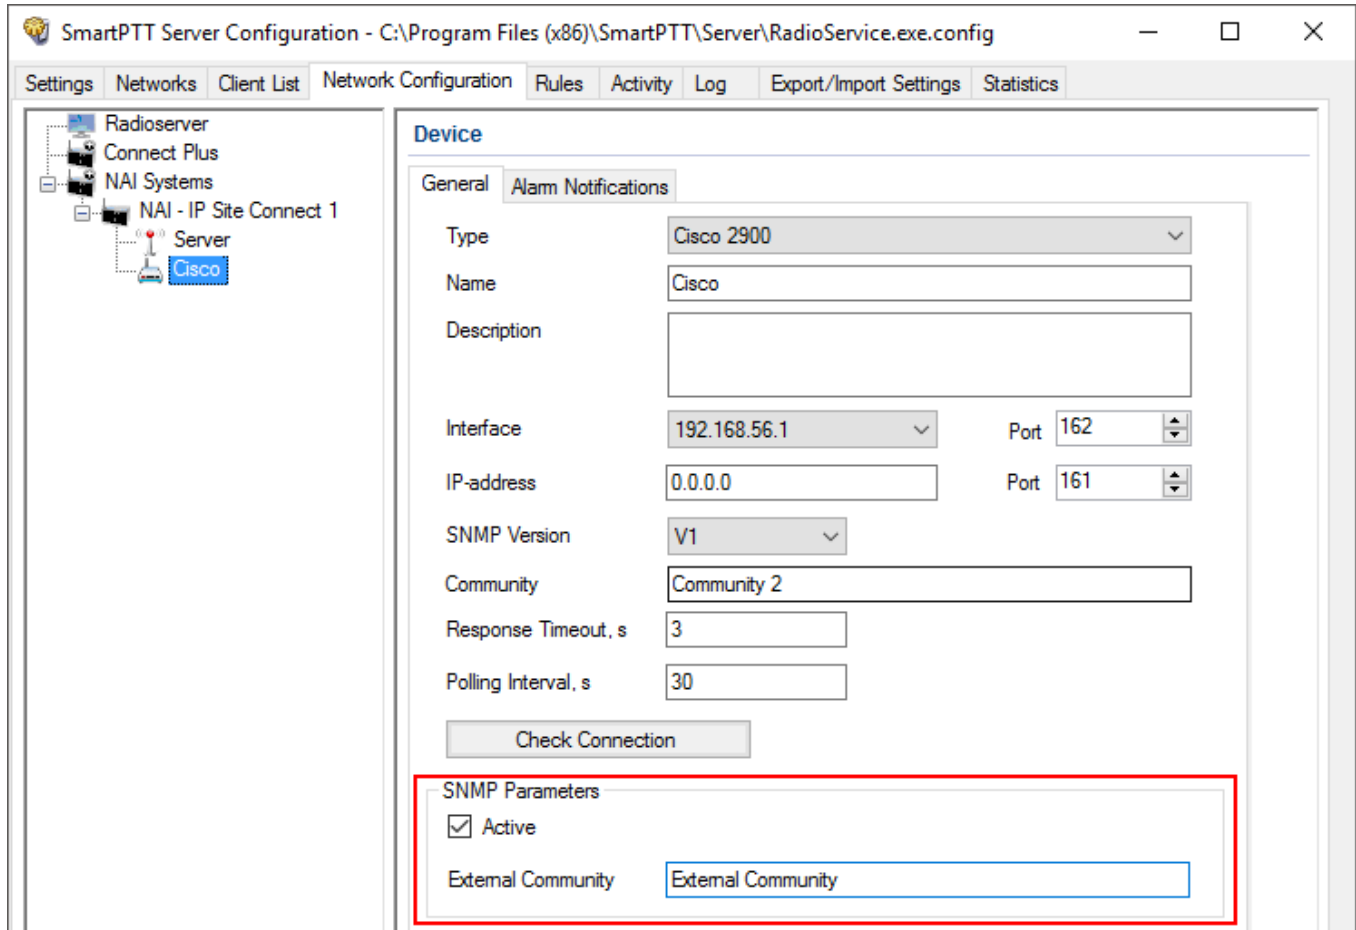 SmartPTT Server Configuration - C:\Program Files (x86)\SmartPTT\Server\RadioService.exe.config
Settings Networks Client List Network Configuration Rules Activity Log Export/Import Settings Statistics
Radioserver
Connect Plus
NAI Systems
NAI - IP Site Connect 1
Server
Cisco
Device
General Alarm Notifications
Type Cisco 2900
Name Cisco
Description
Interface 192.168.56.1 Port 162
IP-address 0.0.0.0 Port 161
SNMP Version V1
Community Community 2
Response Timeout, s 3
Polling Interval, s 30
Check Connection
SNMP Parameters
Active
External Community External Community